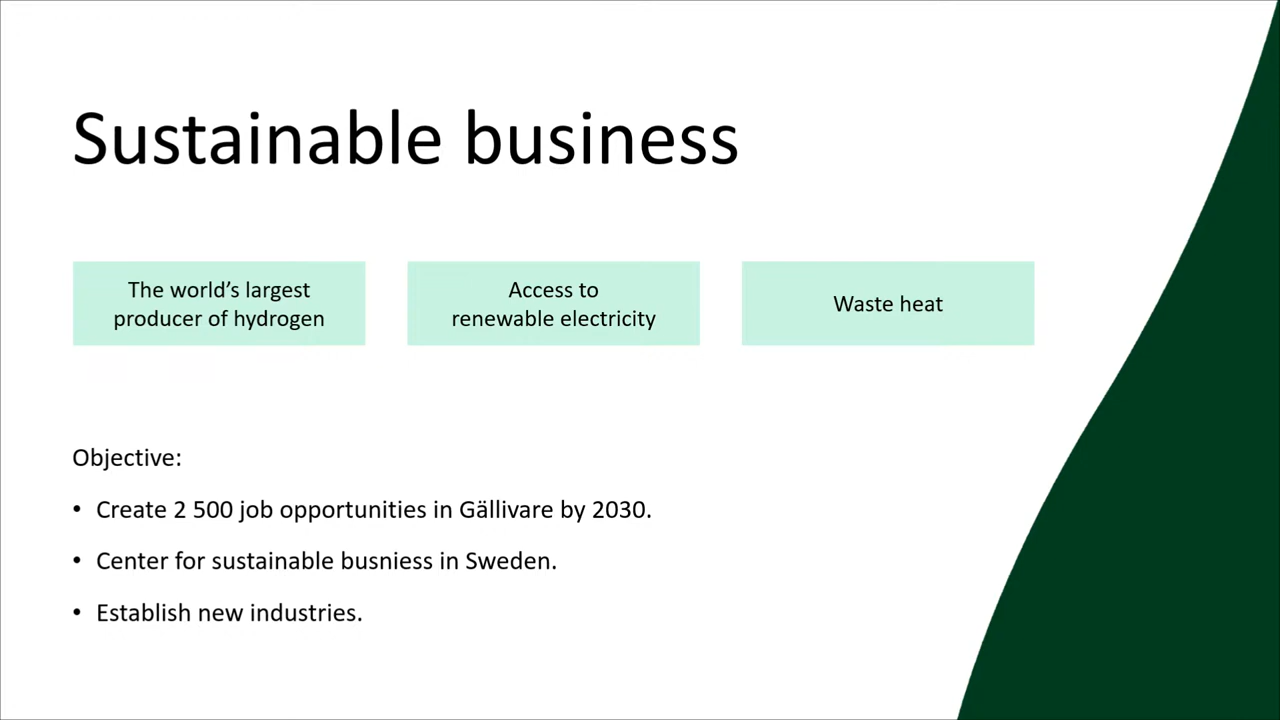 Sustainable business
The world’s largest
producer of hydrogen
Access to
renewable electricity
Waste heat
Objective:
• Create 2 500 job opportunities in Gällivare by 2030.
• Center for sustainable busniess in Sweden.
• Establish new industries.